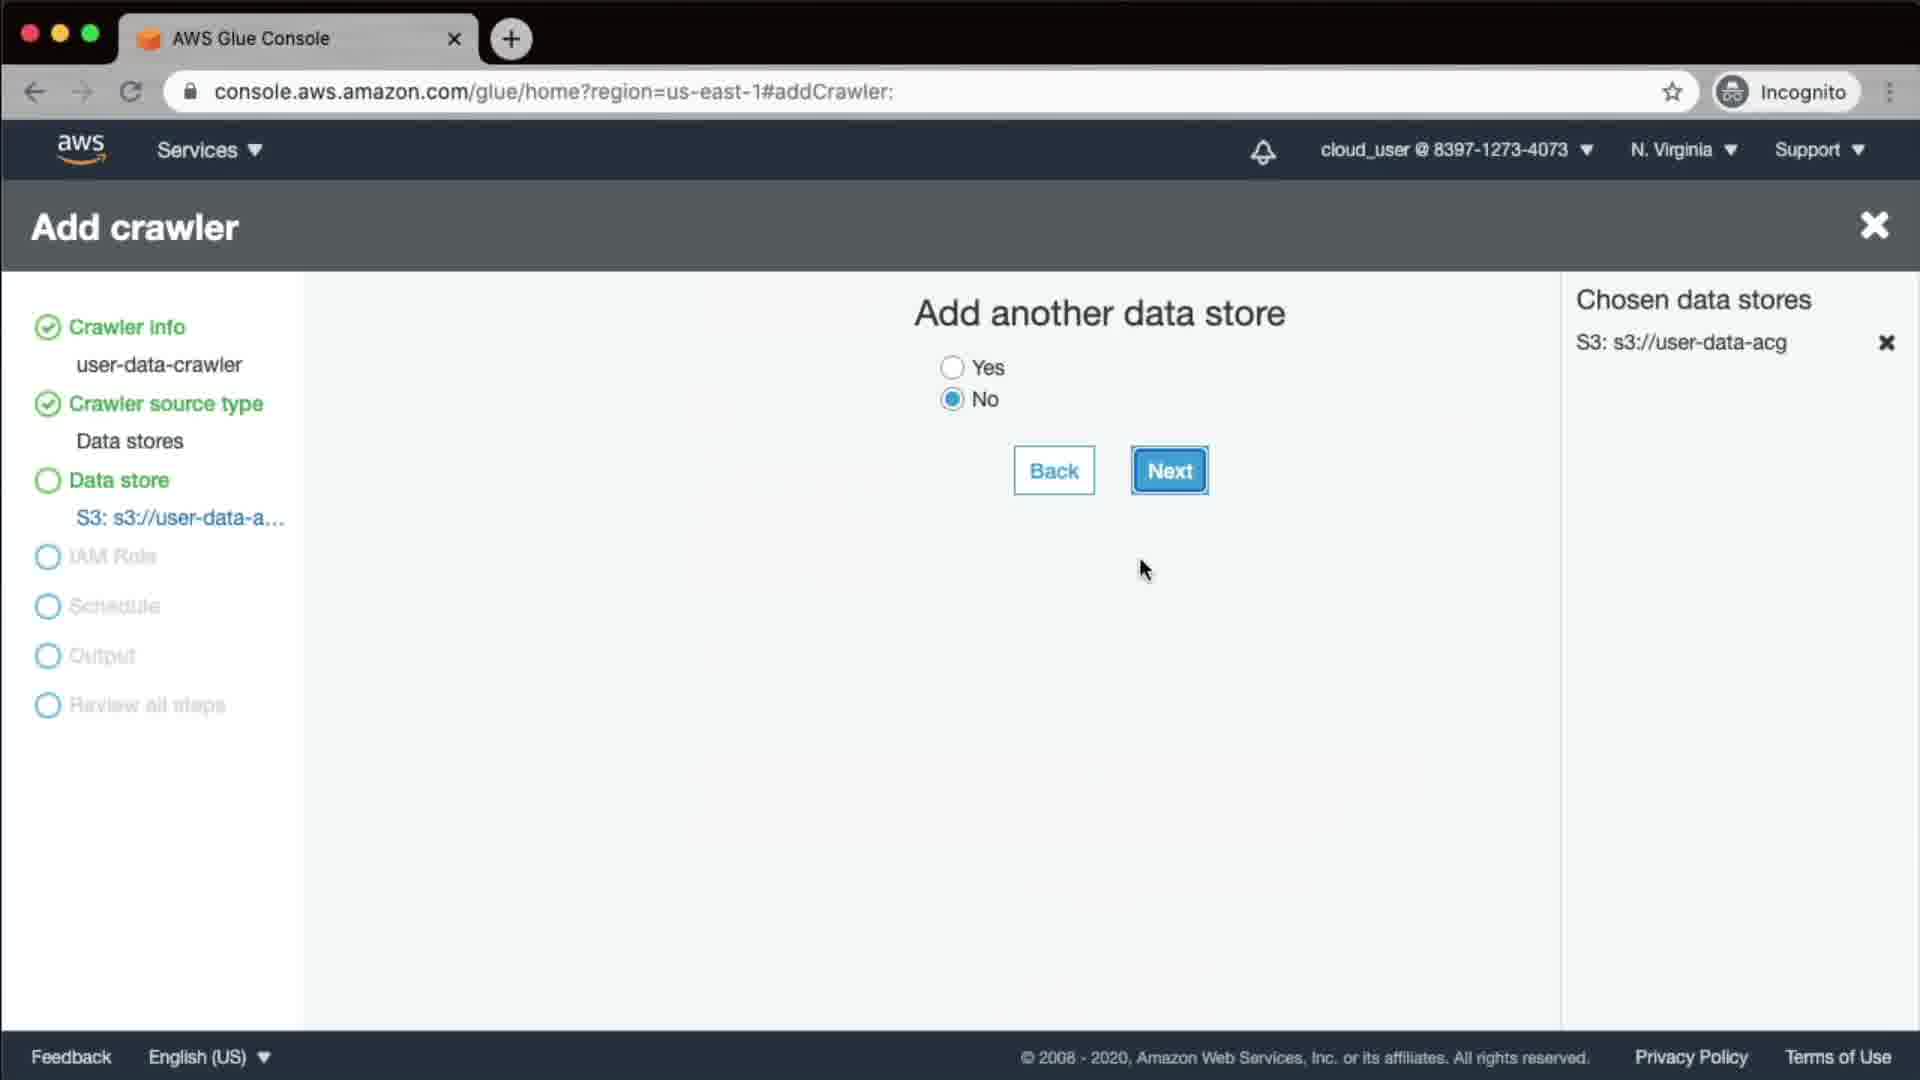 AWS Glue Console
console.aws.amazon.com/glue/home?region=us-east-1#addCrawler:
Incognito
aws
Services
cloud_user @ 8397-1273-4073
N. Virginia
Support
Add crawler
Crawler info
user-data-crawler
Crawler source type
Data stores
Data store
S3: s3://user-data-a...
IAM Role
Schedule
Output
Review all steps
Add another data store
Yes
No
Back
Next
Chosen data stores
S3: s3://user-data-acg
Feedback
English (US)
© 2008 - 2020, Amazon Web Services, Inc. or its affiliates. All rights reserved.
Privacy Policy
Terms of Use